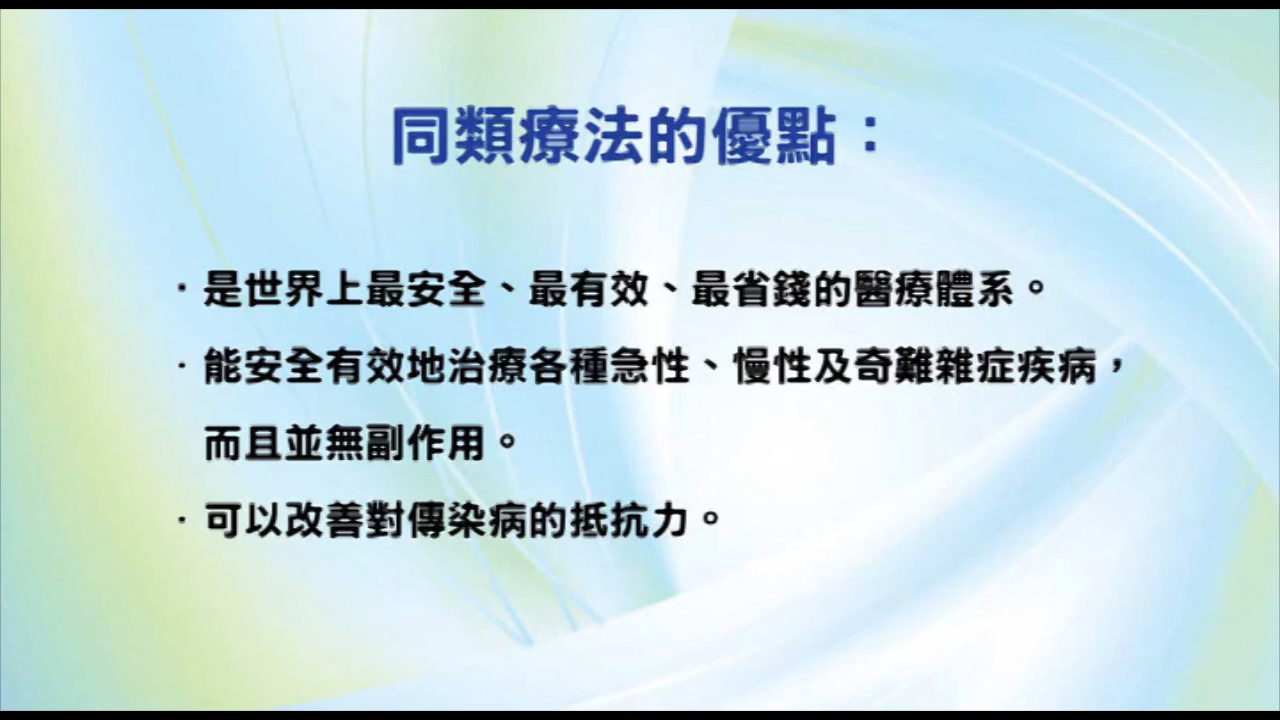 同類療法的優點：
·是世界上最安全、最有效、最省錢的醫療體系。
·能安全有效地治療各種急性、慢性及奇難雜症疾病，
而且並無副作用。
·可以改善對傳染病的抵抗力。